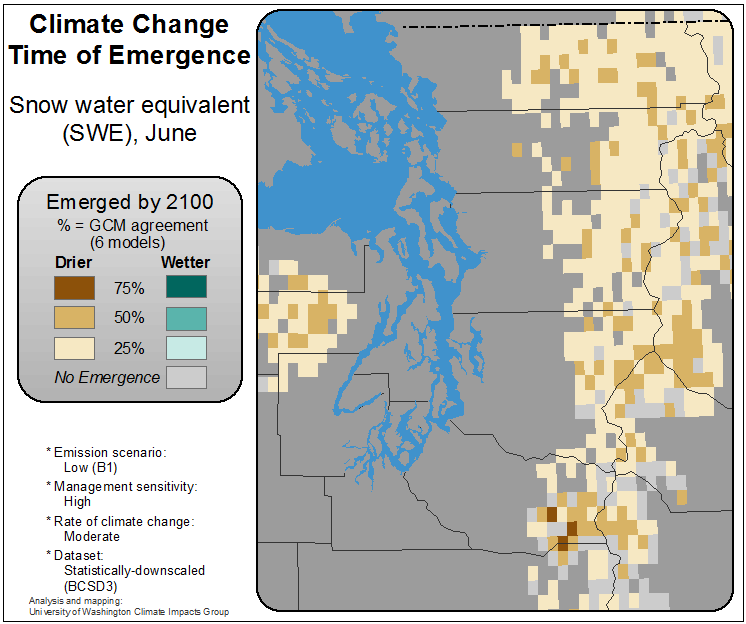 Climate Change
Time of Emergence
Snow water equivalent
(SWE), June
Emerged by 2100
% = GCM agreement
(6 models)
Drier Wetter
75%
50%
25%
No Emergence
* Emission scenario:
Low (B1)
* Management sensitivity:
High
* Rate of climate change:
Moderate
* Dataset:
Statistically-downscaled
(BCSD3)
Analysis and mapping:
University of Washington Climate Impacts Group